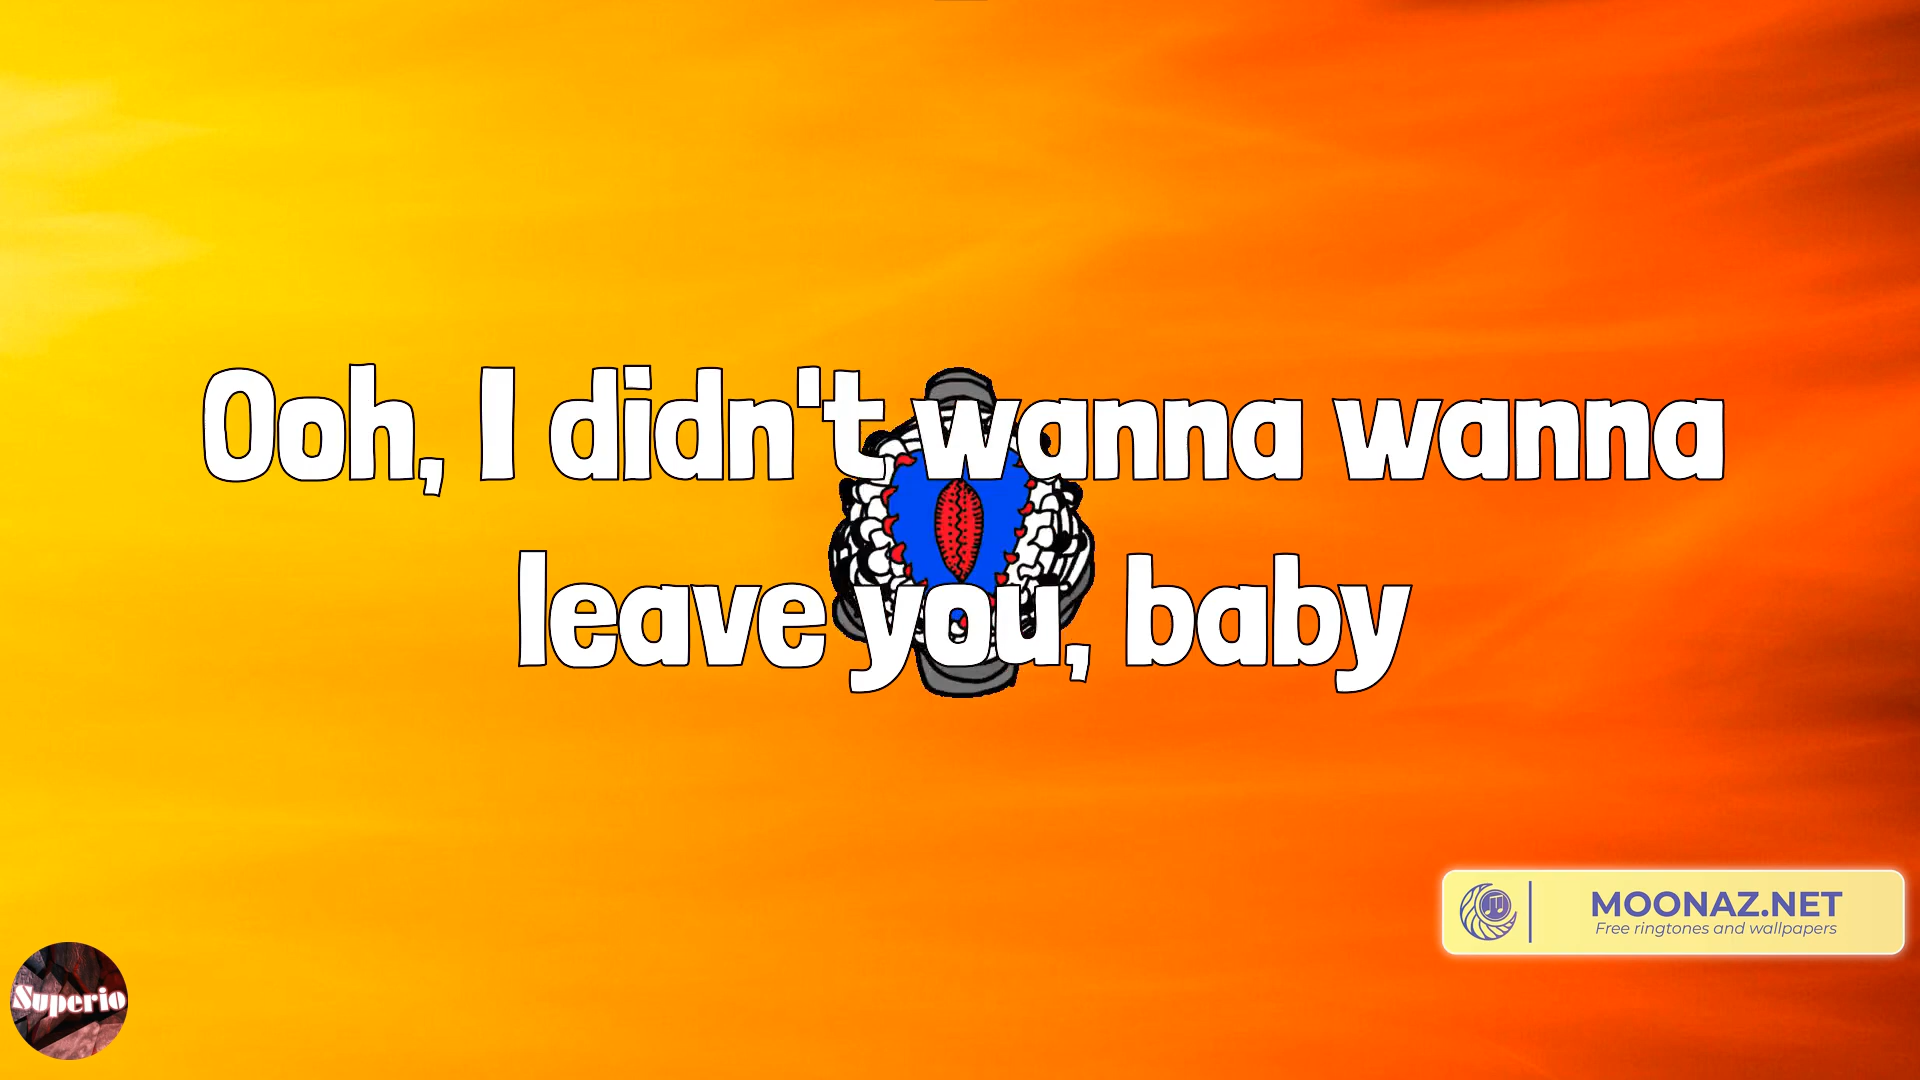 Ooh, I didn't wanna wanna
leave you, baby
MOONAZ.NET
Free ringtones and wallpapers
Superio